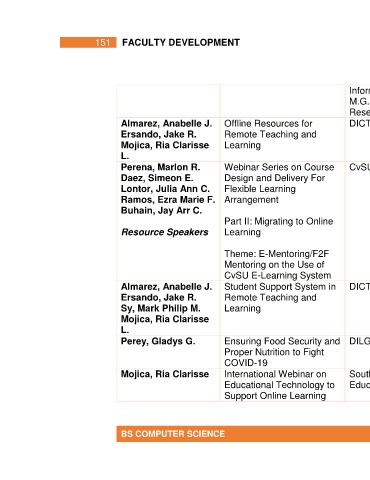 151 FACULTY DEVELOPMENT
M.G.
Almarez, Anabelle J.
Ersando, Jake R.
Mojica, Ria Clarisse
L.
Offline Resources for
Remote Teaching and
Learning
DICT
Perena, Marlon R.
Daez, Simeon E.
Lontor, Julia Ann C.
Ramos, Ezra Marie F.
Buhain, Jay Arr C.
Resource Speakers
Webinar Series on Course
Design and Delivery For
Flexible Learning
Arrangement
Part II: Migrating to Online
Learning
Theme: E-Mentoring/F2F
Mentoring on the Use of
CvSU E-Learning System
CvSU
Almarez, Anabelle J.
Ersando, Jake R.
Sy, Mark Philip M.
Mojica, Ria Clarisse
L.
Student Support System in
Remote Teaching and
Learning
DICT
Perey, Gladys G.
Ensuring Food Security and
Proper Nutrition to Fight
COVID-19
DILG
Mojica, Ria Clarisse
International Webinar on
Educational Technology to
Support Online Learning
BS COMPUTER SCIENCE